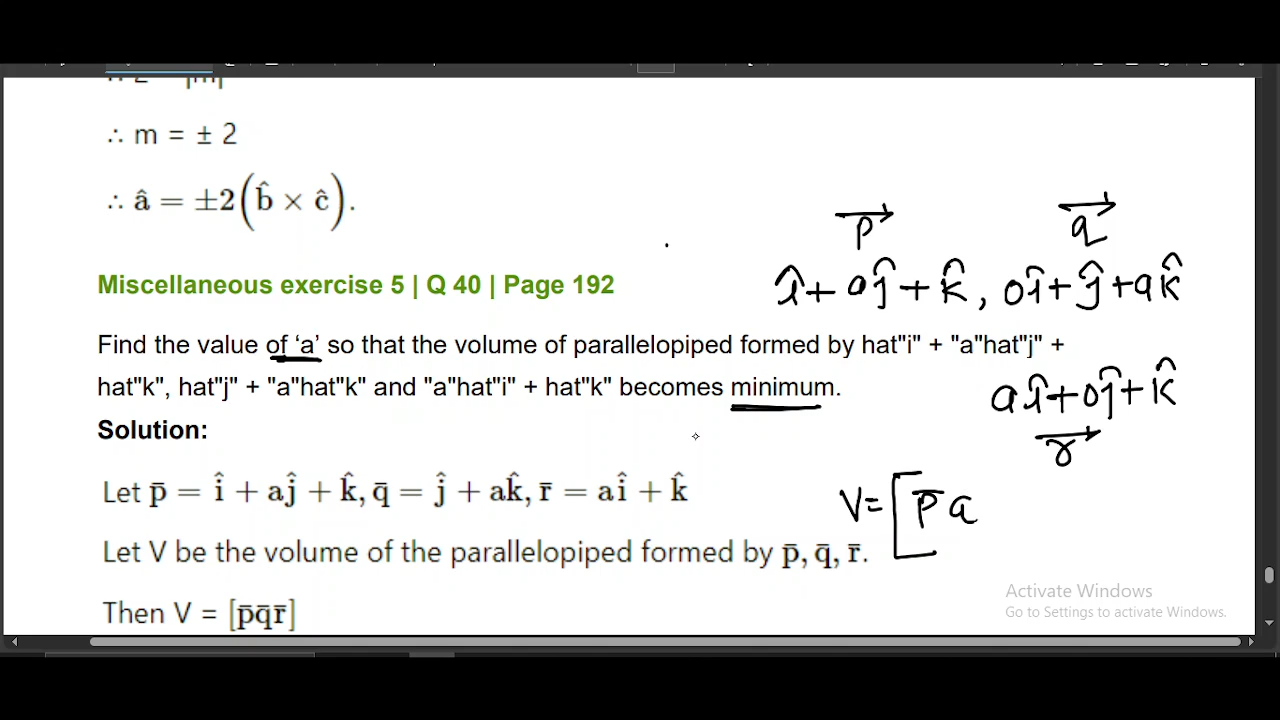 ∴ m = ± 2
∴ â = ±2(b̂ × ĉ).
Miscellaneous exercise 5 | Q 40 | Page 192
Find the value of ‘a’ so that the volume of parallelopiped formed by hat"i" + "a"hat"j" +
hat"k", hat"j" + "a"hat"k" and "a"hat"i" + hat"k" becomes minimum.
Solution:
Let p̄ = î + aĵ + k̂, q̄ = ĵ + ak̂, r̄ = aî + k̂
Let V be the volume of the parallelopiped formed by p̄, q̄, r̄.
Then V = [p̄q̄r̄]
p⃗ q⃗
î + aĵ + k̂, 0î + ĵ + ak̂
aî + 0ĵ + k̂
r⃗
V = [p̄ q
Activate Windows
Go to Settings to activate Windows.